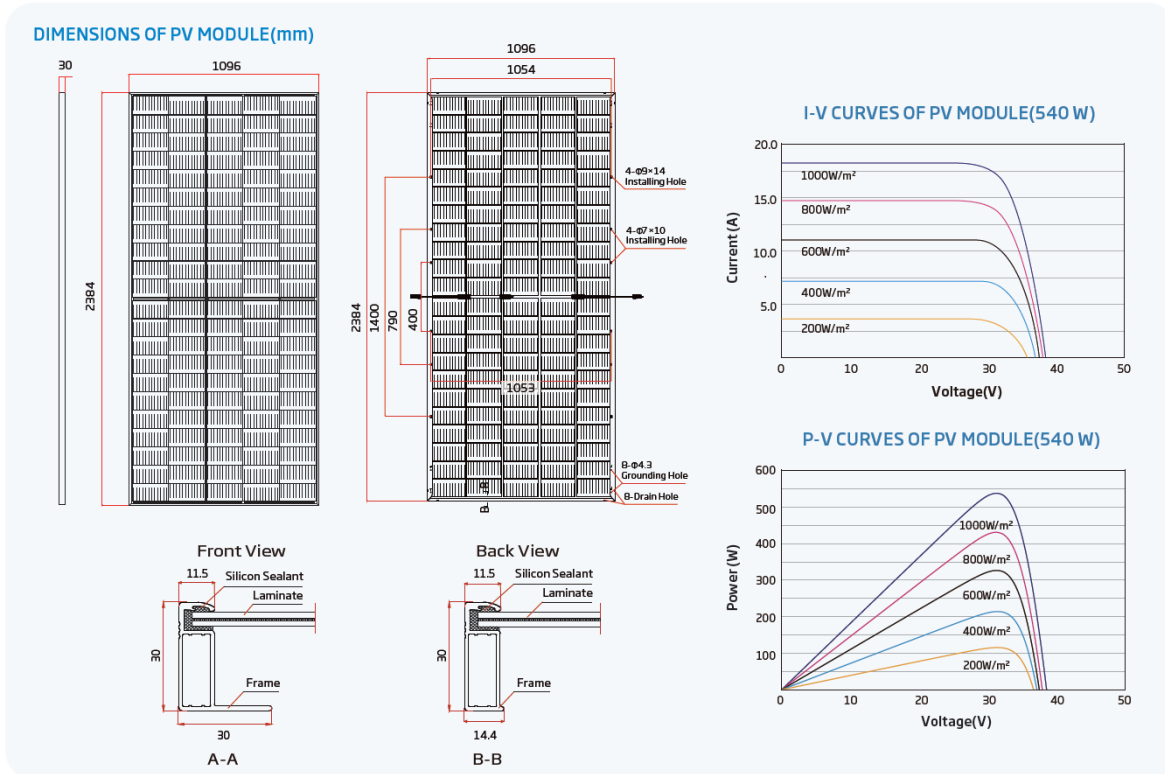 DIMENSIONS OF PV MODULE(mm)
30
1096
2384
Front View
1096
1054
2384
1400
790
400
1053
4-Φ9×14
Installing Hole
4-Φ7×10
Installing Hole
8-Φ4.3
Grounding Hole
8-Drain Hole
B- -B
Back View
11.5
Silicon Sealant
Laminate
30
Frame
30
A-A
11.5
Silicon Sealant
Laminate
30
Frame
14.4
B-B
I-V CURVES OF PV MODULE(540 W)
20.0
15.0
10.0
5.0
Current (A)
1000W/m²
800W/m²
600W/m²
400W/m²
200W/m²
0
10
20
30
40
50
Voltage(V)
P-V CURVES OF PV MODULE(540 W)
600
500
400
300
200
100
Power (W)
1000W/m²
800W/m²
600W/m²
400W/m²
200W/m²
0
10
20
30
40
50
Voltage(V)